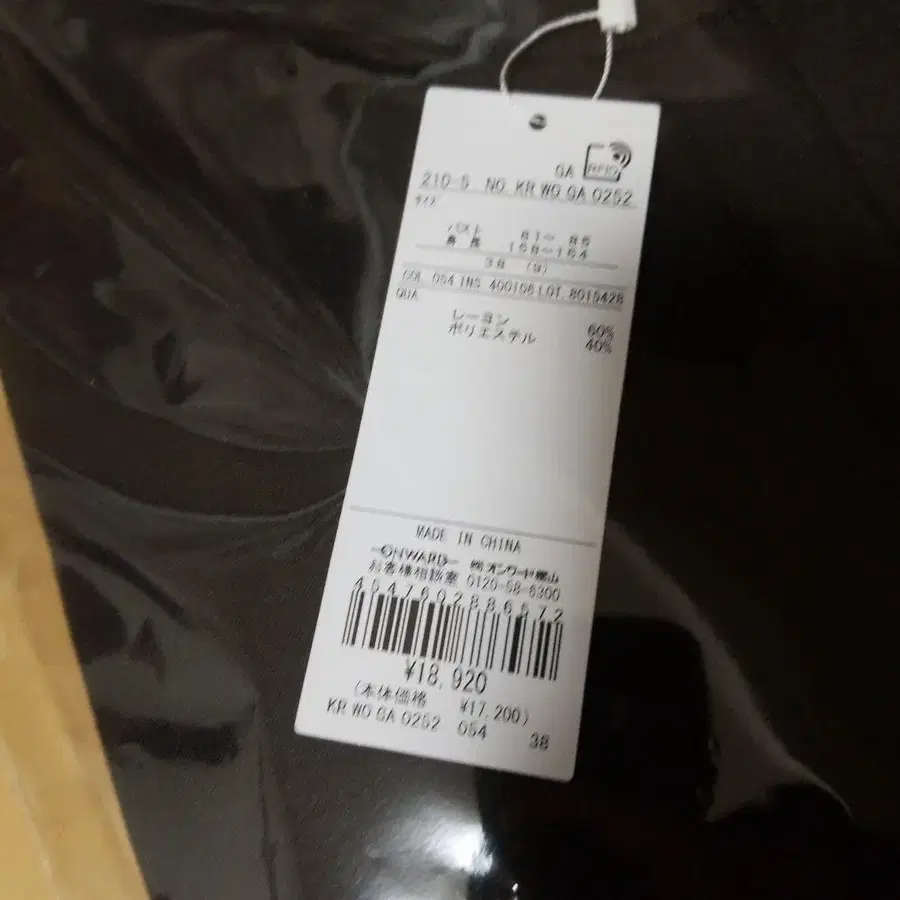 GA RFID
210-5 NO. KR WO GA 0252
サイズ
バスト 81~ 85
身 長 158~164
38 (9)
COL 054 INS 400106 LOT. 8015428
QUA
レーヨン 60%
ポリエステル 40%
MADE IN CHINA
-ONWARD- ㈱オンワード樫山
お客様相談室 0120-58-6300
4547602886572
¥18,920
(本体価格 ¥17,200)
KR WO GA 0252 054 38